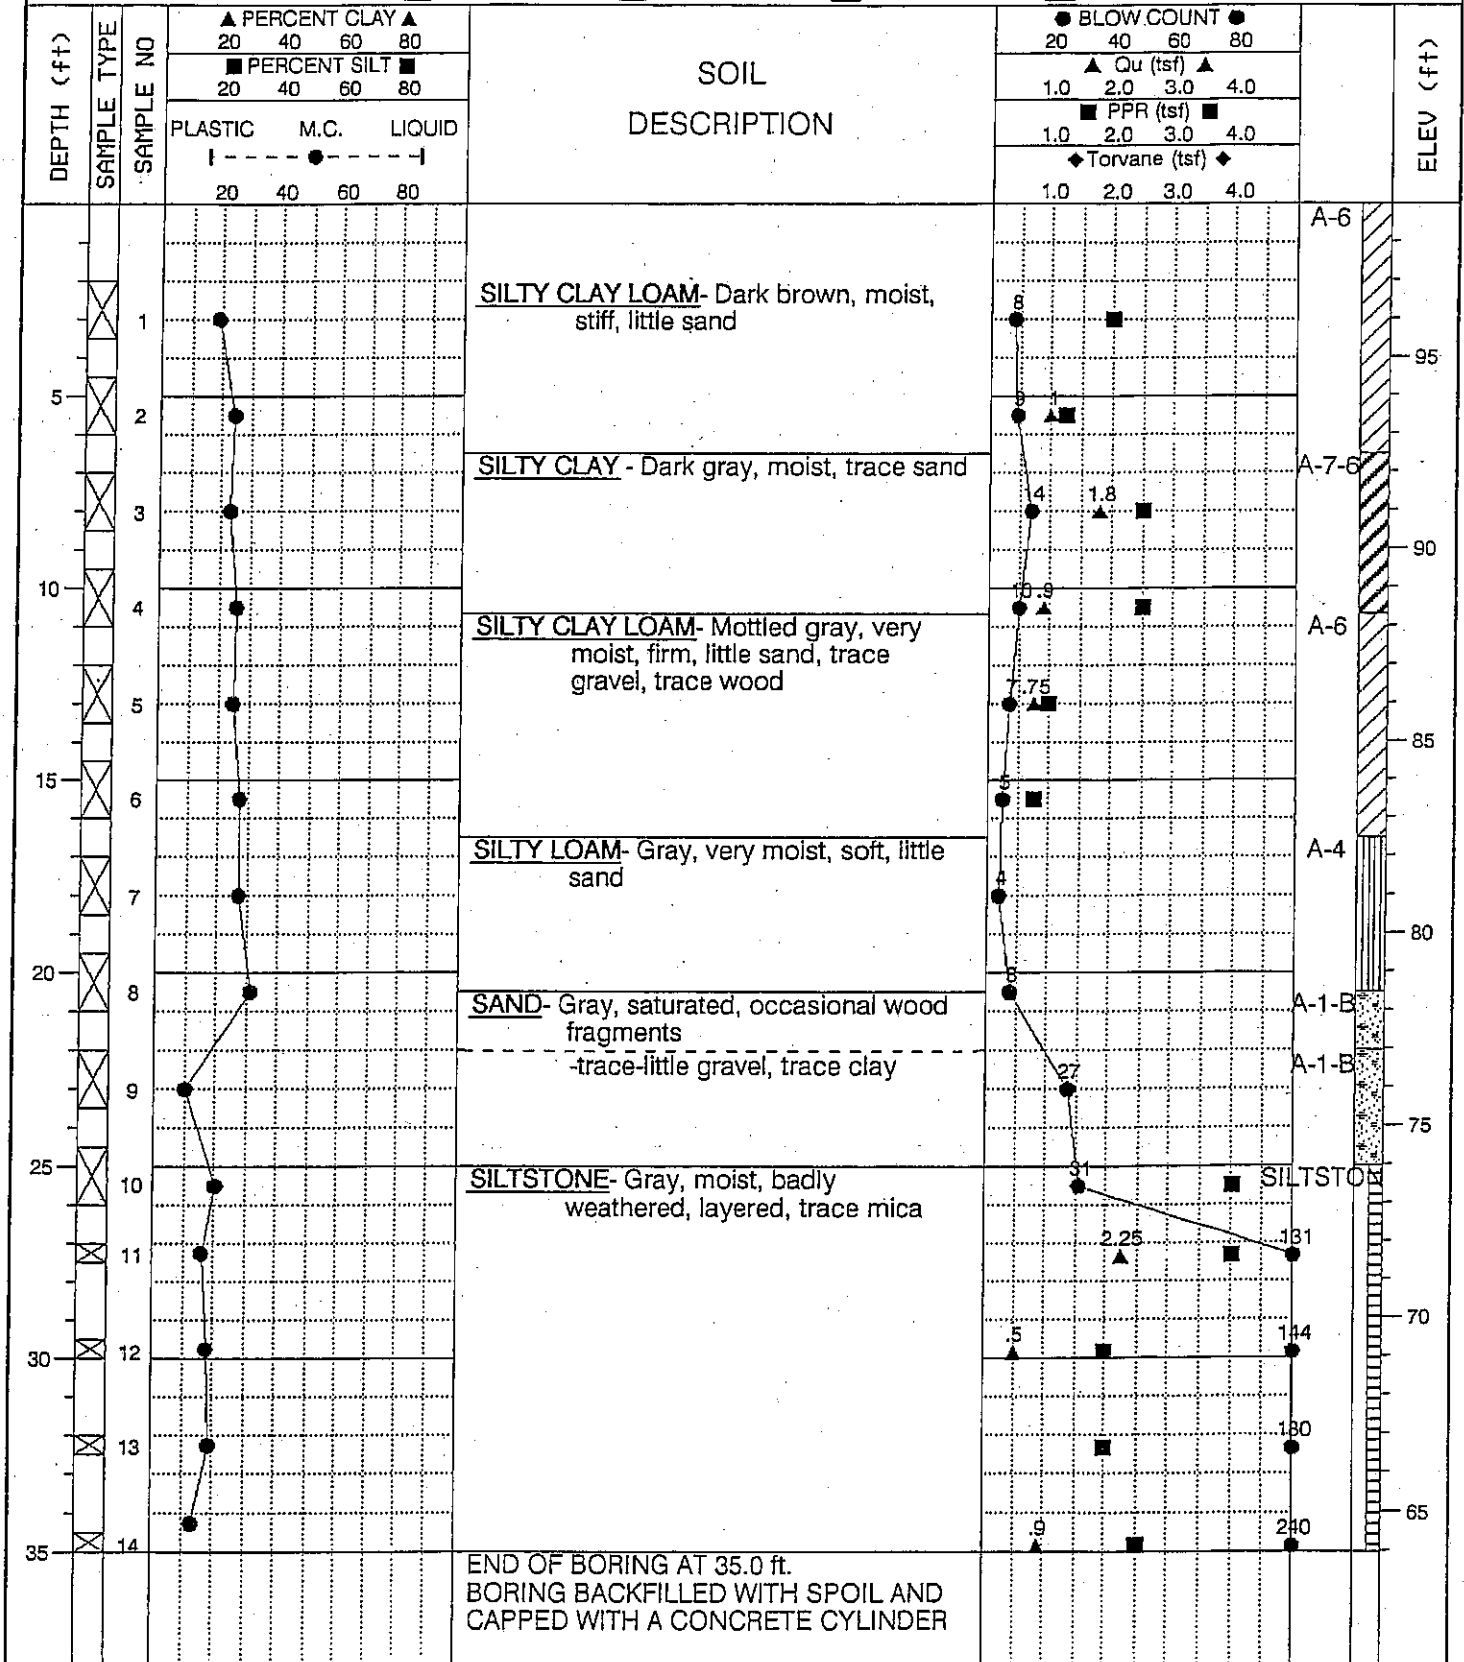 DEPTH (ft)
SAMPLE TYPE
SAMPLE NO
▲ PERCENT CLAY ▲
20 40 60 80
■ PERCENT SILT ■
20 40 60 80
PLASTIC M.C. LIQUID
20 40 60 80
SOIL
DESCRIPTION
● BLOW COUNT ●
20 40 60 80
▲ Qu (tsf) ▲
1.0 2.0 3.0 4.0
■ PPR (tsf) ■
1.0 2.0 3.0 4.0
◆ Torvane (tsf) ◆
1.0 2.0 3.0 4.0
ELEV (ft)
A-6
SILTY CLAY LOAM- Dark brown, moist,
stiff, little sand
1
8
95
5
2
9 1
SILTY CLAY - Dark gray, moist, trace sand
A-7-6
3
14 1.8
90
10
4
10 .9
SILTY CLAY LOAM- Mottled gray, very
moist, firm, little sand, trace
gravel, trace wood
A-6
5
7 .75
85
15
6
5
SILTY LOAM- Gray, very moist, soft, little
sand
A-4
7
4
80
20
8
8
SAND- Gray, saturated, occasional wood
fragments
A-1-B
-trace-little gravel, trace clay
A-1-B
9
27
75
25
10
31
SILTSTONE- Gray, moist, badly
weathered, layered, trace mica
SILTSTON
11
2.25
131
70
12
.5
144
30
13
180
65
14
.9
240
35
END OF BORING AT 35.0 ft.
BORING BACKFILLED WITH SPOIL AND
CAPPED WITH A CONCRETE CYLINDER